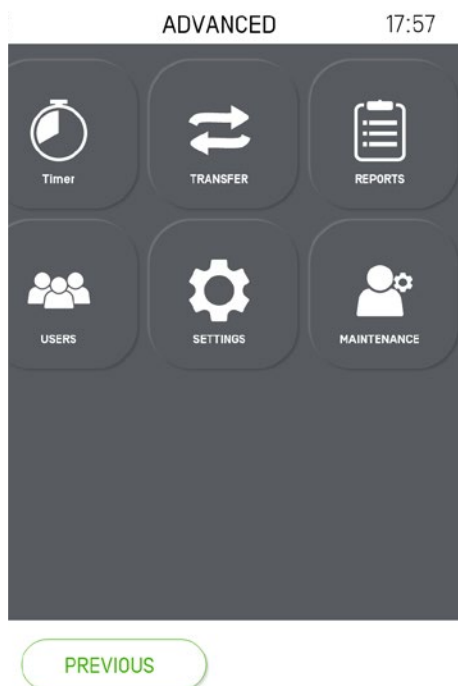 ADVANCED 17:57
Timer TRANSFER REPORTS
USERS SETTINGS MAINTENANCE
PREVIOUS